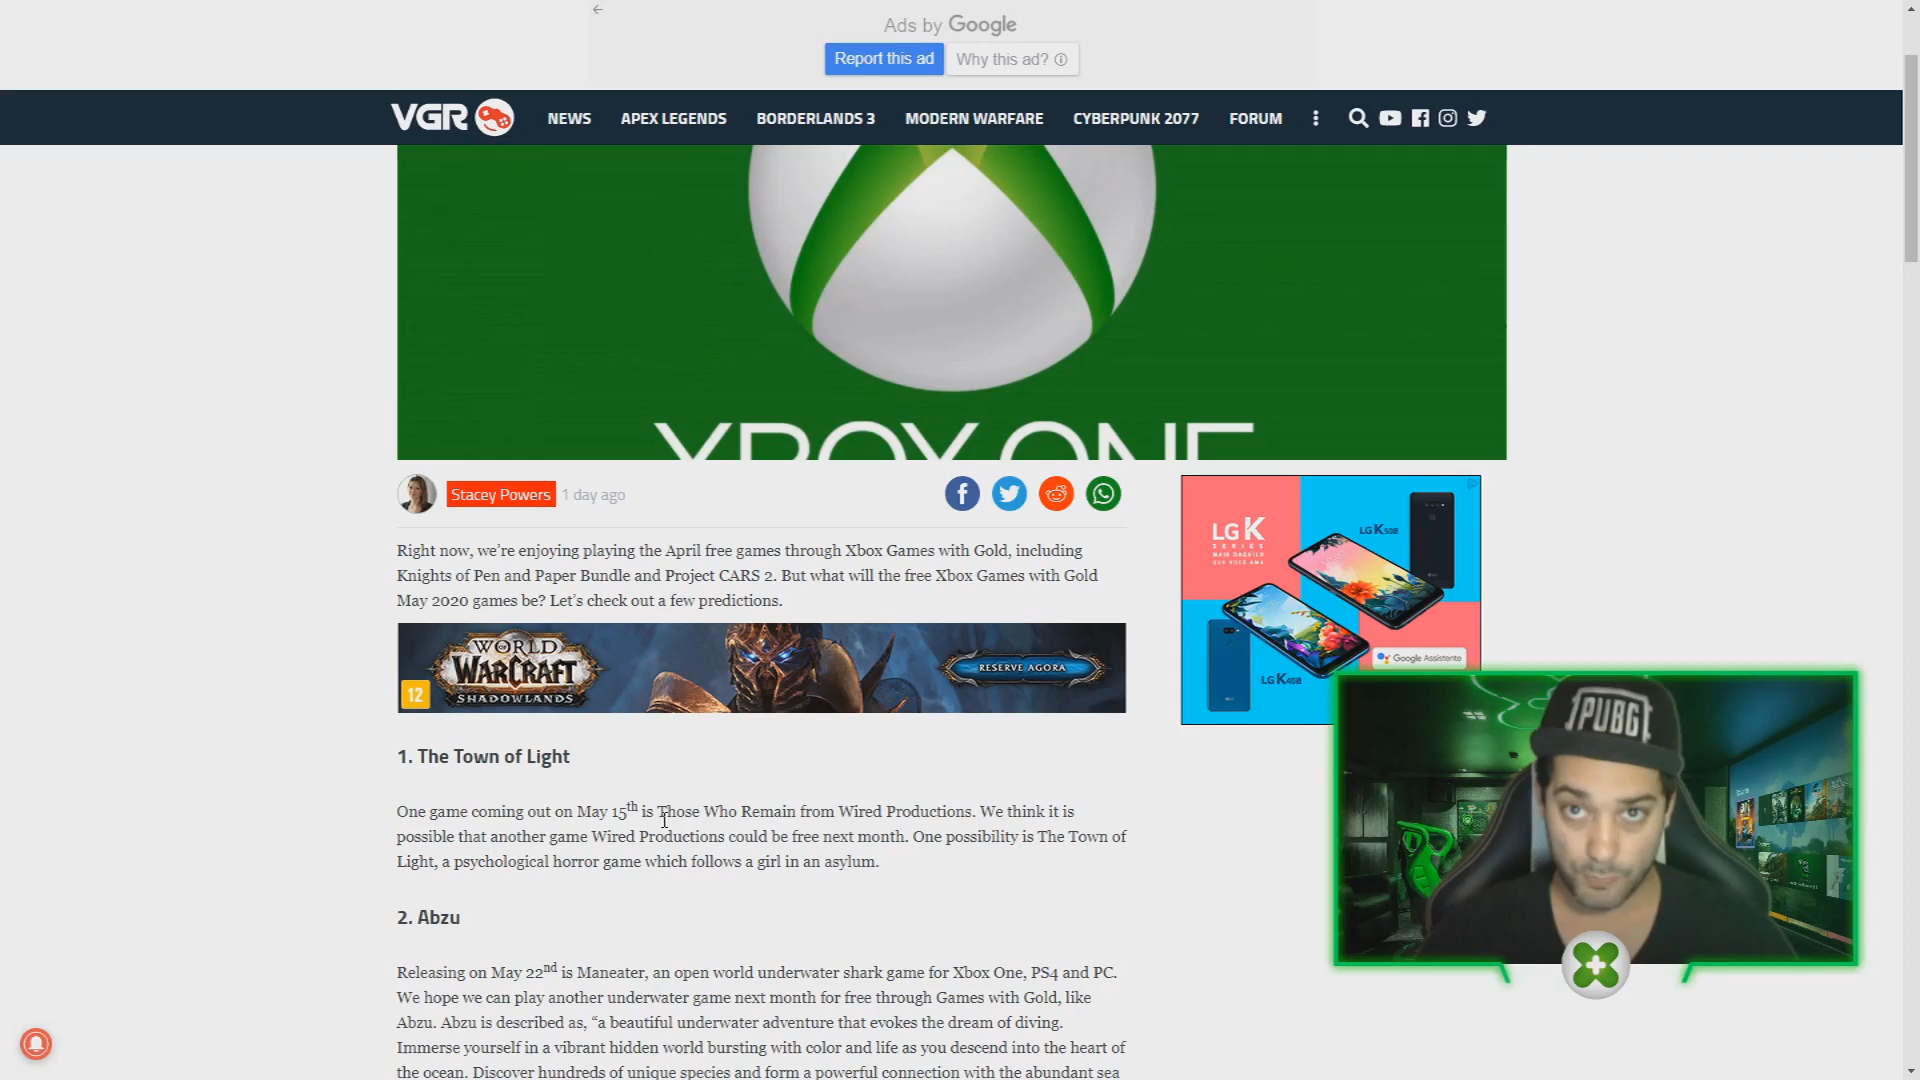 Ads by Google
Report this ad
Why this ad?
VGR
NEWS
APEX LEGENDS
BORDERLANDS 3
MODERN WARFARE
CYBERPUNK 2077
FORUM
XBOX ONE
Stacey Powers
1 day ago
Right now, we’re enjoying playing the April free games through Xbox Games with Gold, including
Knights of Pen and Paper Bundle and Project CARS 2. But what will the free Xbox Games with Gold
May 2020 games be? Let’s check out a few predictions.
WORLD
OF
WARCRAFT
SHADOWLANDS
12
RESERVE AGORA
LG K
SERIES
MAIS DAQUILO
QUE VOCÊ AMA
LG K50S
LG K40S
Google Assistente
1. The Town of Light
One game coming out on May 15th is Those Who Remain from Wired Productions. We think it is
possible that another game Wired Productions could be free next month. One possibility is The Town of
Light, a psychological horror game which follows a girl in an asylum.
2. Abzu
Releasing on May 22nd is Maneater, an open world underwater shark game for Xbox One, PS4 and PC.
We hope we can play another underwater game next month for free through Games with Gold, like
Abzu. Abzu is described as, “a beautiful underwater adventure that evokes the dream of diving.
Immerse yourself in a vibrant hidden world bursting with color and life as you descend into the heart of
the ocean. Discover hundreds of unique species and form a powerful connection with the abundant sea
PUBG